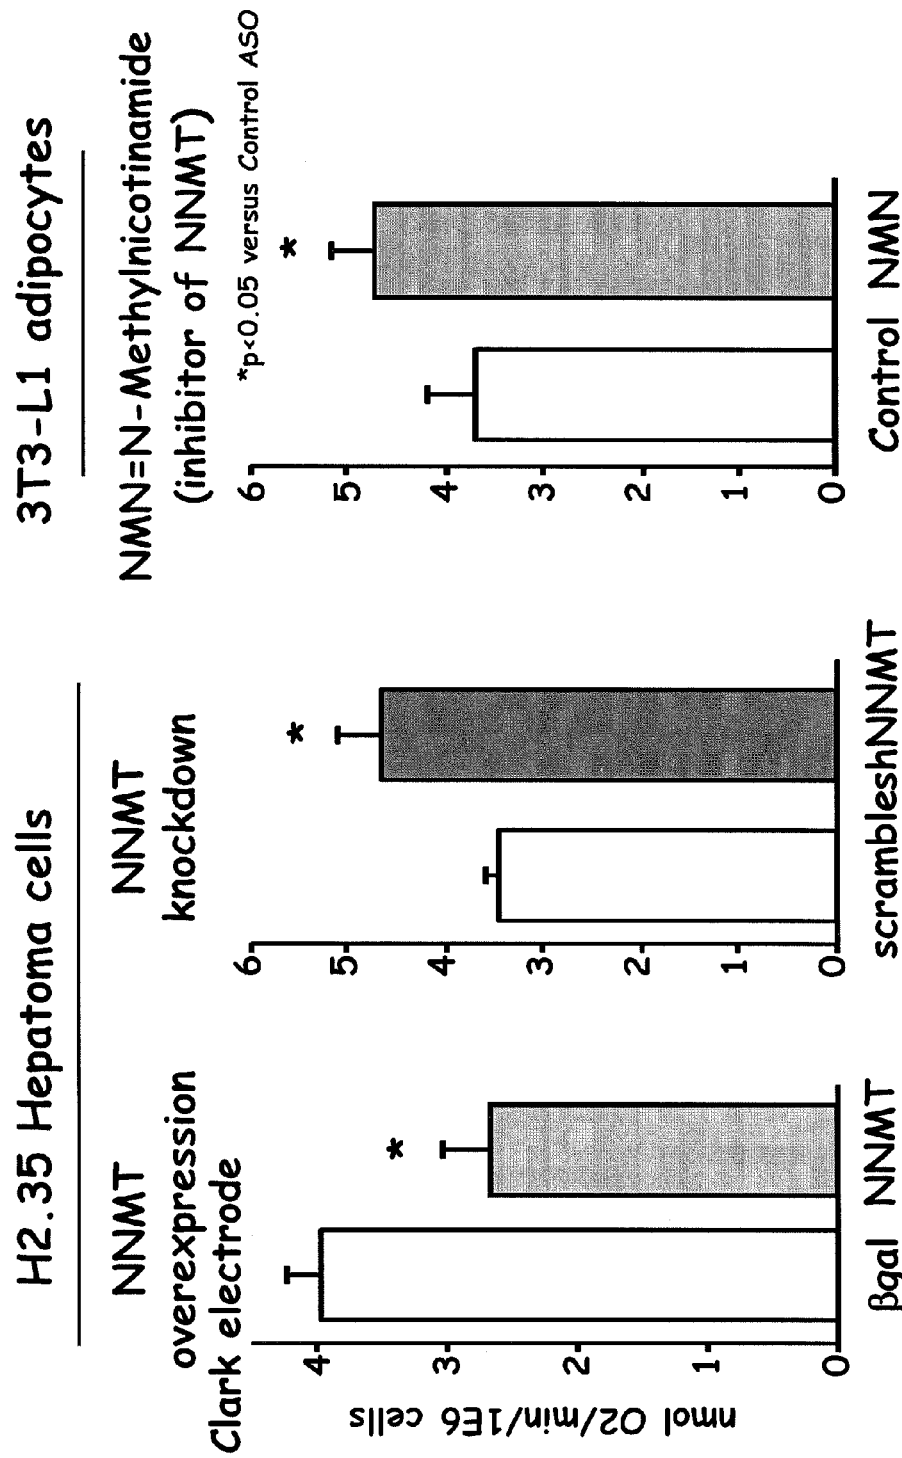 H2.35 Hepatoma cells
3T3-L1 adipocytes
NNMT
overexpression
Clark electrode
NNMT
knockdown
NMN=N-Methylnicotinamide
(inhibitor of NNMT)
*p<0.05 versus Control ASO
nmol O2/min/1E6 cells
4
3
2
1
0
*
βgal NNMT
6
5
4
3
2
1
0
*
scrambleshNNMT
6
5
4
3
2
1
0
*
Control NMN